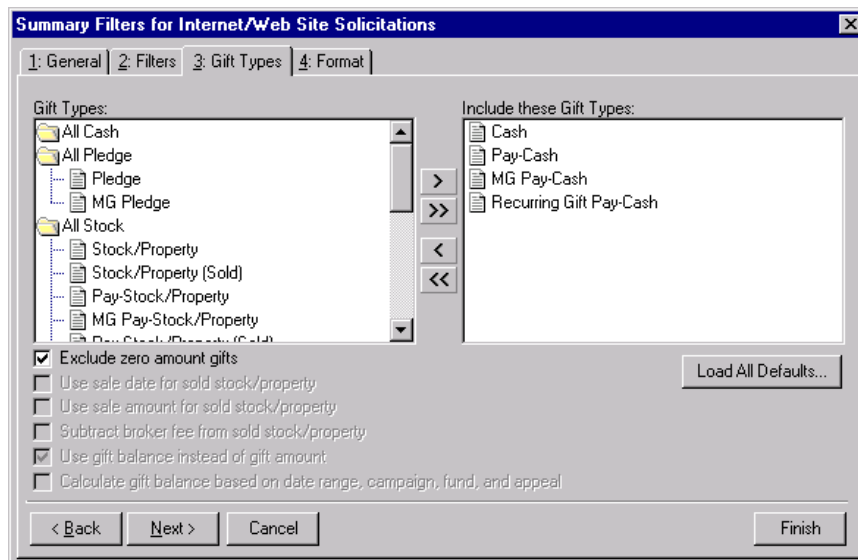 Summary Filters for Internet/Web Site Solicitations
1: General 2: Filters 3: Gift Types 4: Format
Gift Types:
All Cash
All Pledge
Pledge
MG Pledge
All Stock
Stock/Property
Stock/Property (Sold)
Pay-Stock/Property
MG Pay-Stock/Property
Pay-Stock/Property (Sold)
>
>>
<
<<
Include these Gift Types:
Cash
Pay-Cash
MG Pay-Cash
Recurring Gift Pay-Cash
Exclude zero amount gifts
Use sale date for sold stock/property
Use sale amount for sold stock/property
Subtract broker fee from sold stock/property
Use gift balance instead of gift amount
Calculate gift balance based on date range, campaign, fund, and appeal
Load All Defaults...
< Back Next > Cancel Finish